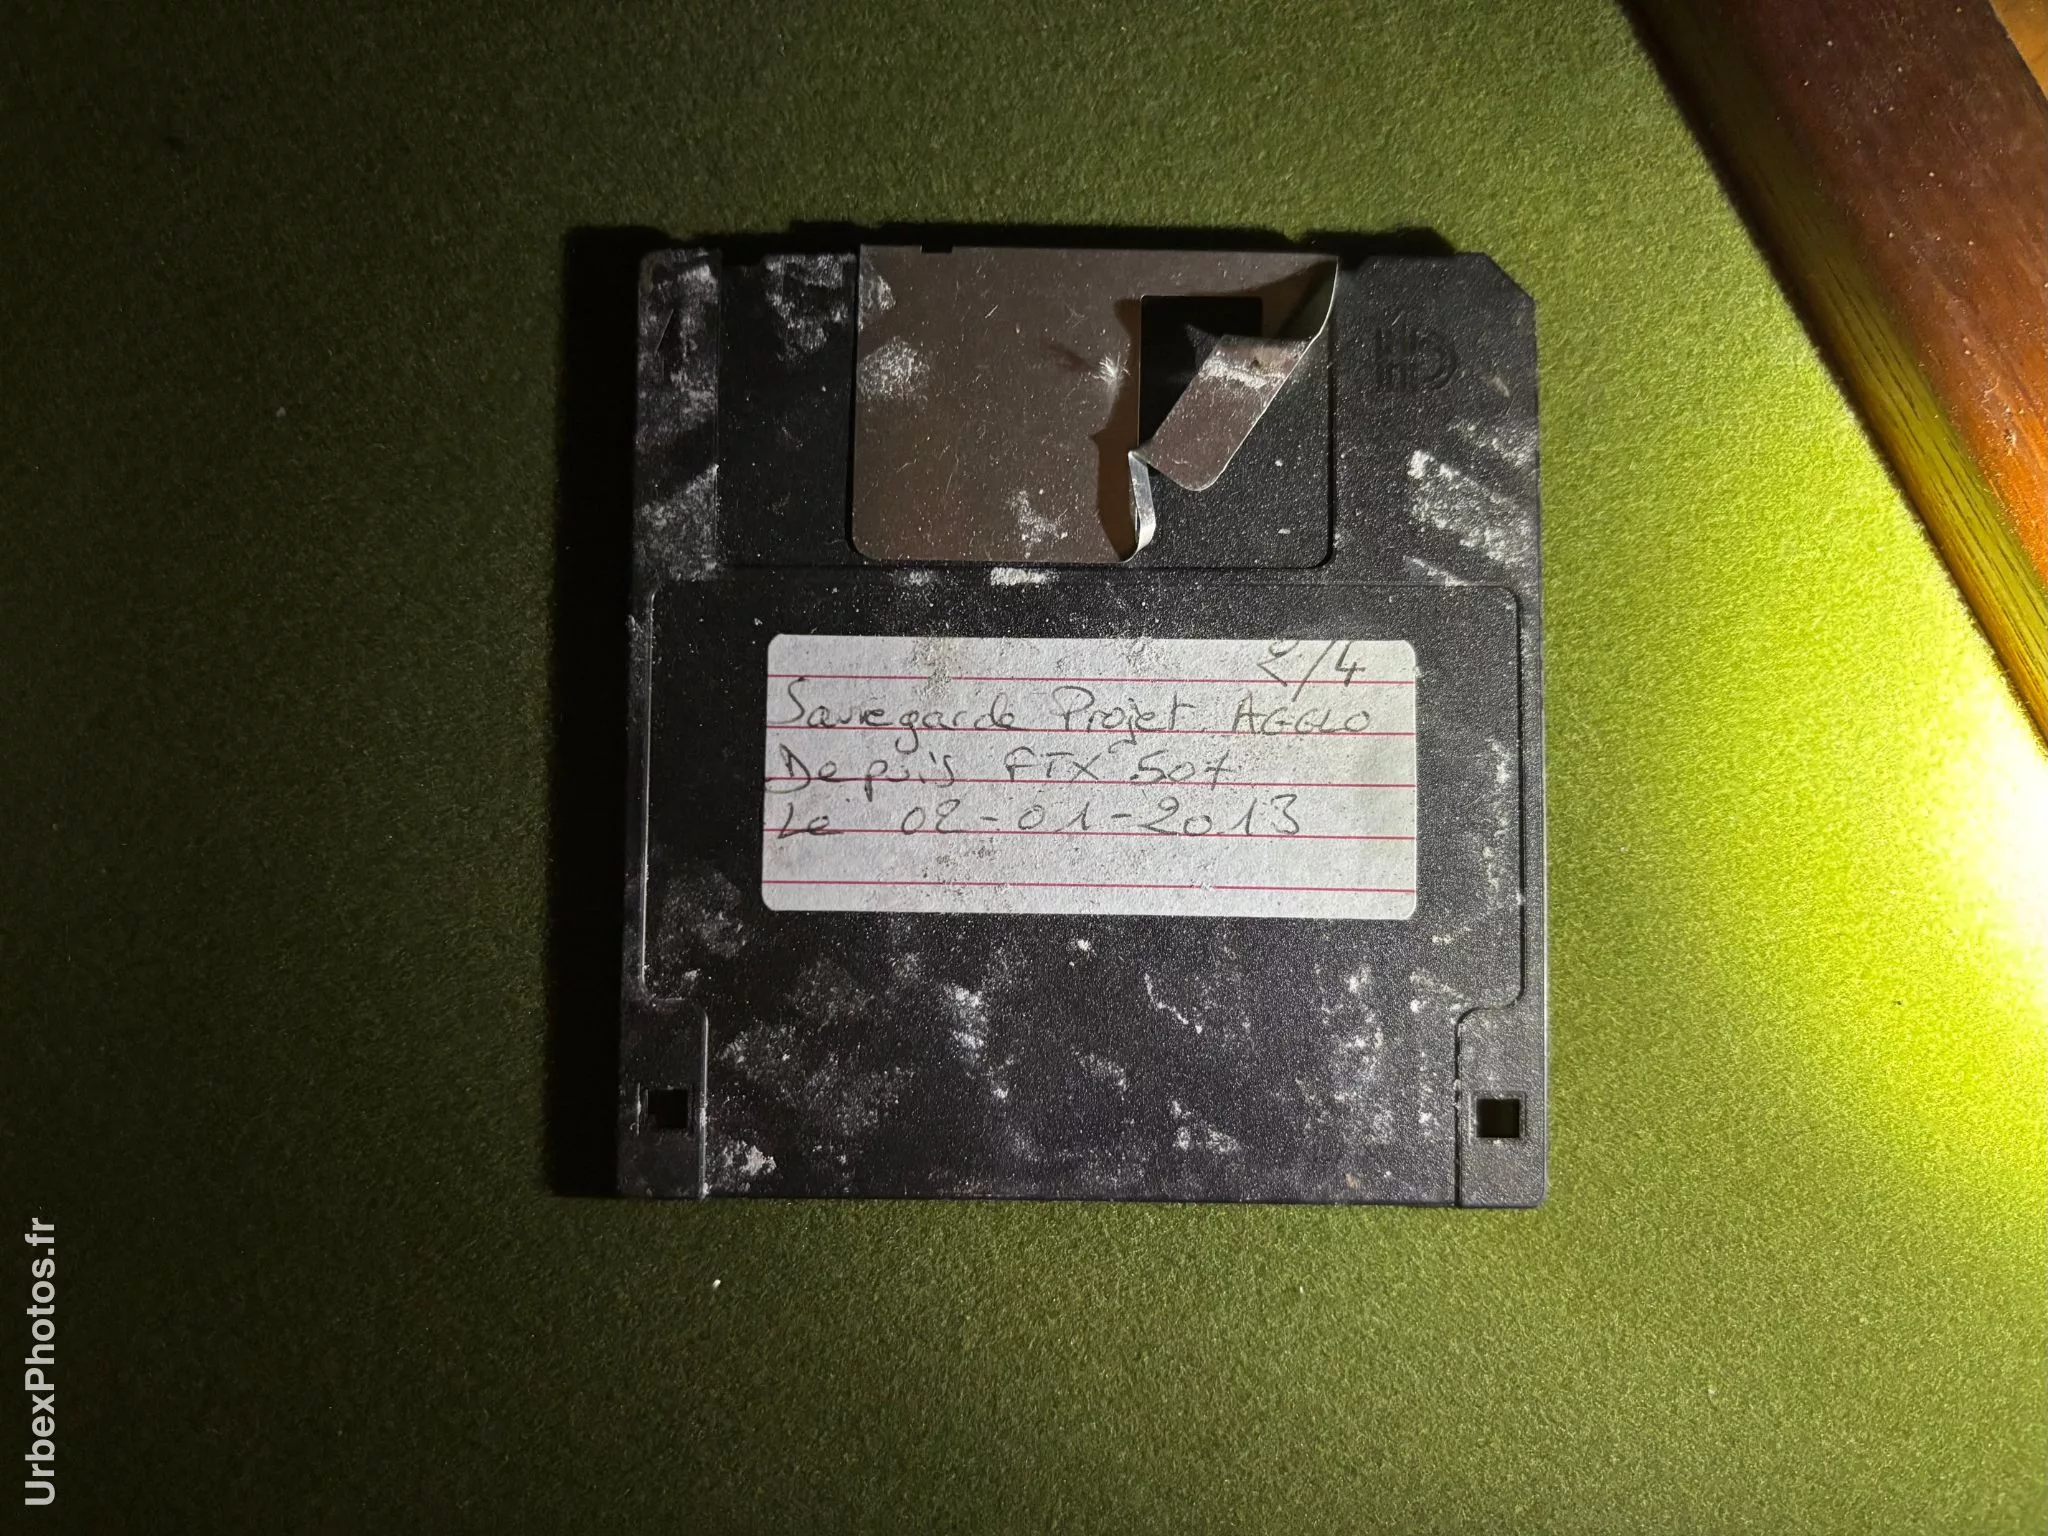 HD
2/4
Sauvegarde Projet AGGLO
Depuis FTX 507
Le 02-01-2013
UrbexPhotos.fr